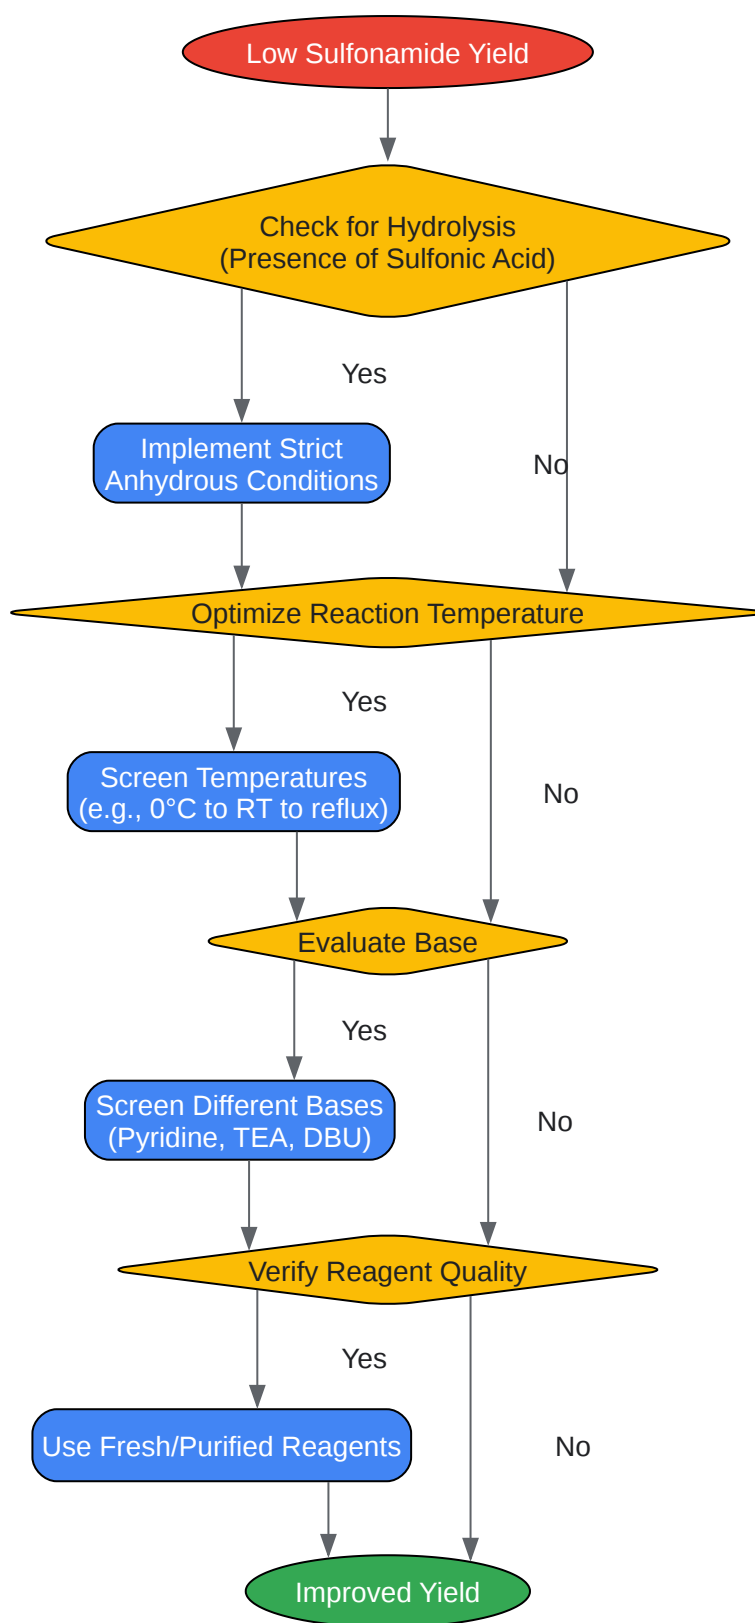 Low Sulfonamide Yield
Check for Hydrolysis
(Presence of Sulfonic Acid)
Yes
Implement Strict
Anhydrous Conditions
No
Optimize Reaction Temperature
Yes
Screen Temperatures
(e.g., 0°C to RT to reflux)
No
Evaluate Base
Yes
Screen Different Bases
(Pyridine, TEA, DBU)
No
Verify Reagent Quality
Yes
Use Fresh/Purified Reagents
No
Improved Yield